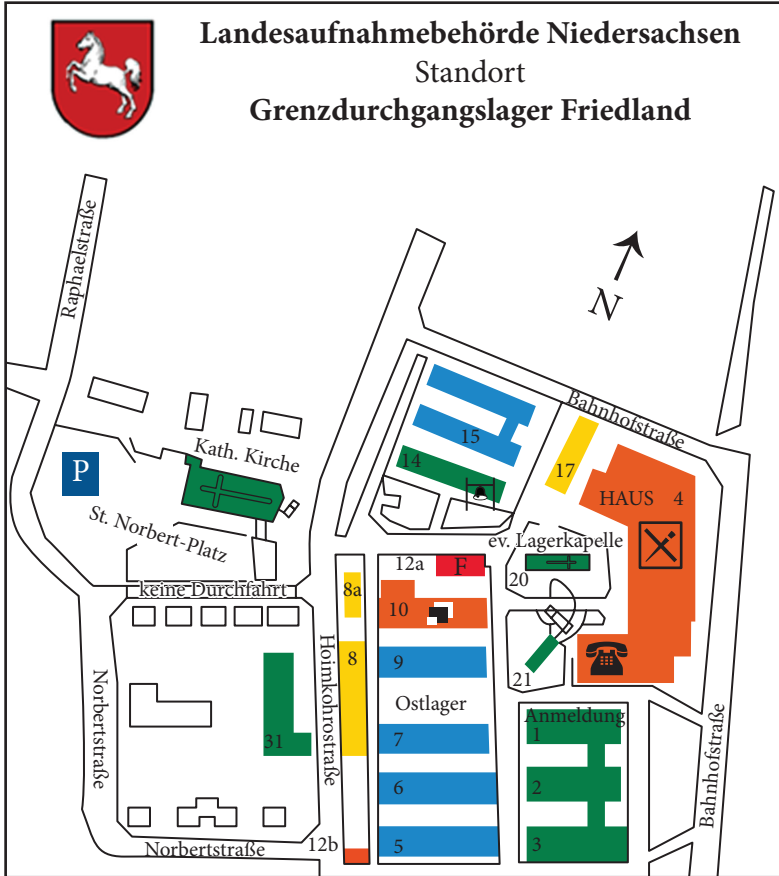 Landesaufnahmebehörde Niedersachsen
Standort
Grenzdurchgangslager Friedland
Raphaelstraße
N
Bahnhofstraße
15
14
17
HAUS 4
Kath. Kirche
P
St. Norbert-Platz
ev. Lagerkapelle
20
12a
F
keine Durchfahrt
8a
10
8
9
21
Hoimkohrostraße
Norbertstraße
Ostlager
Anmeldung
31
7
1
6
2
Bahnhofstraße
12b
5
3
Norbertstraße